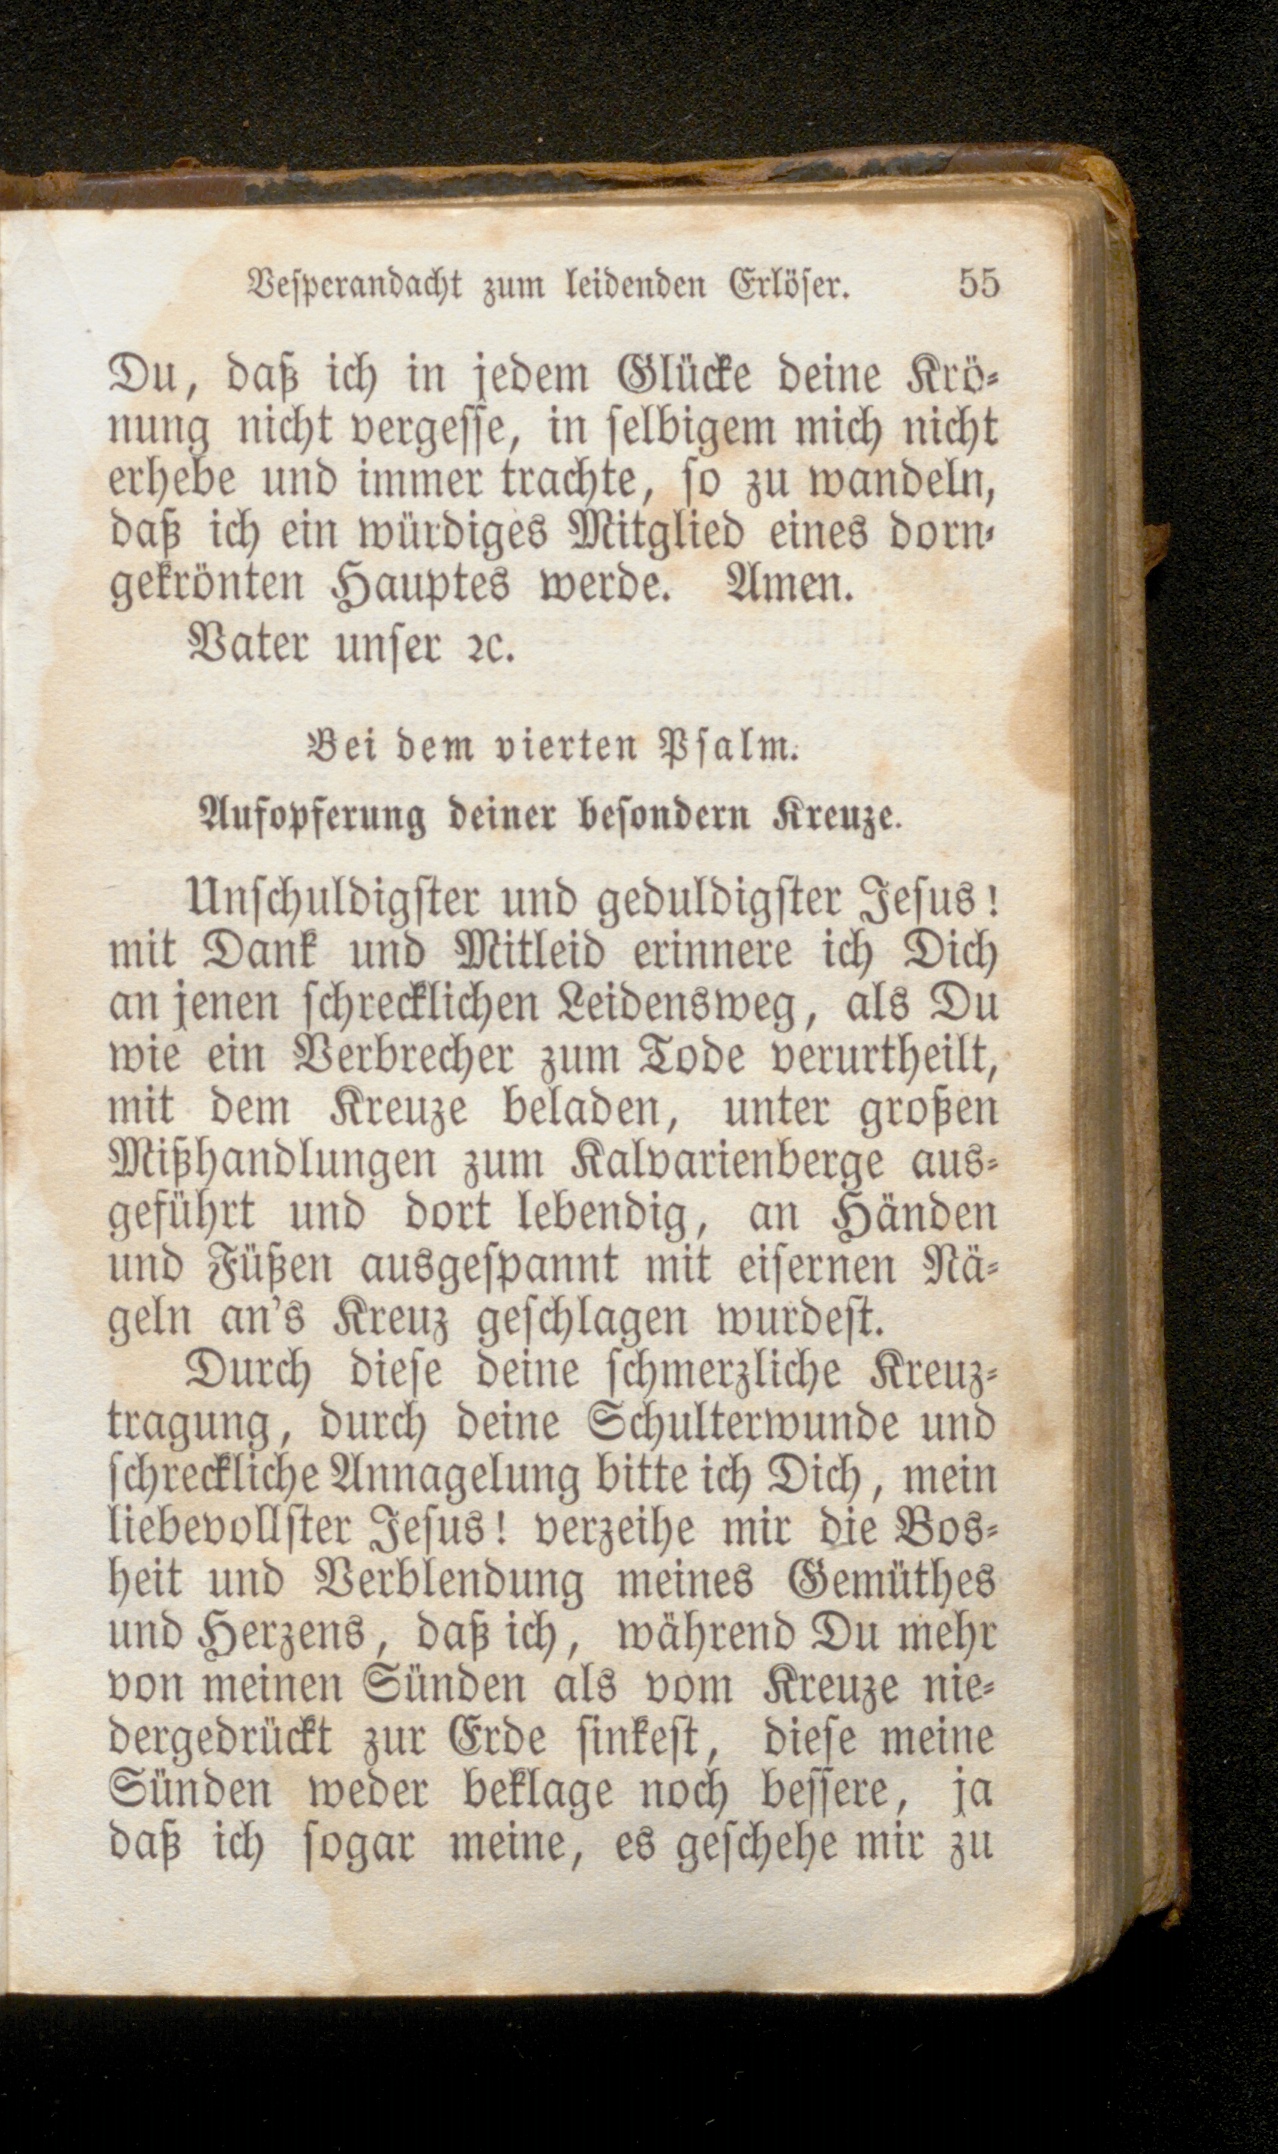 Vesperandacht zum leidenden Erlöser. 55
Du, daß ich in jedem Glücke deine Krö-
nung nicht vergesse, in selbigem mich nicht
erhebe und immer trachte, so zu wandeln,
daß ich ein würdiges Mitglied eines dorn-
gekrönten Hauptes werde. Amen.
Vater unser ꝛc.
Bei dem vierten Psalm.
Aufopferung deiner besondern Kreuze.
Unschuldigster und geduldigster Jesus!
mit Dank und Mitleid erinnere ich Dich
an jenen schrecklichen Leidensweg, als Du
wie ein Verbrecher zum Tode verurtheilt,
mit dem Kreuze beladen, unter großen
Mißhandlungen zum Kalvarienberge aus-
geführt und dort lebendig, an Händen
und Füßen ausgespannt mit eisernen Nä-
geln an's Kreuz geschlagen wurdest.
Durch diese deine schmerzliche Kreuz-
tragung, durch deine Schulterwunde und
schreckliche Annagelung bitte ich Dich, mein
liebevollster Jesus! verzeihe mir die Bos-
heit und Verblendung meines Gemüthes
und Herzens, daß ich, während Du mehr
von meinen Sünden als vom Kreuze nie-
dergedrückt zur Erde sinkest, diese meine
Sünden weder beklage noch bessere, ja
daß ich sogar meine, es geschehe mir zu